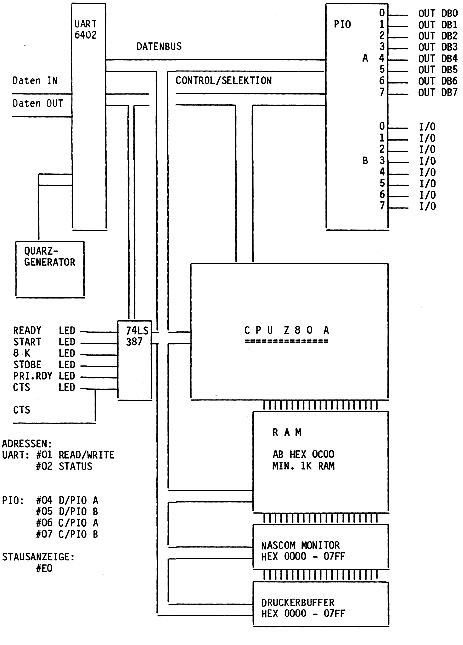 UART
6402
DATENBUS
PIO
0 OUT DB0
1 OUT DB1
2 OUT DB2
3 OUT DB3
A 4 OUT DB4
5 OUT DB5
6 OUT DB6
7 OUT DB7
Daten IN
CONTROL/SELEKTION
Daten OUT
0 I/O
1 I/O
2 I/O
B 3 I/O
4 I/O
5 I/O
6 I/O
7 I/O
QUARZ-
GENERATOR
READY LED
START LED
8 K LED
STOBE LED
PRI.RDY LED
CTS LED
CTS
74LS
387
C P U Z 8 0 A
=============
R A M
AB HEX 0C00
MIN. 1K RAM
ADRESSEN:
UART: #01 READ/WRITE
#02 STATUS
PIO: #04 D/PIO A
#05 D/PIO B
#06 C/PIO A
#07 C/PIO B
STAUSANZEIGE:
#E0
NASCOM MONITOR
HEX 0000 - 07FF
DRUCKERBUFFER
HEX 0000 - 07FF